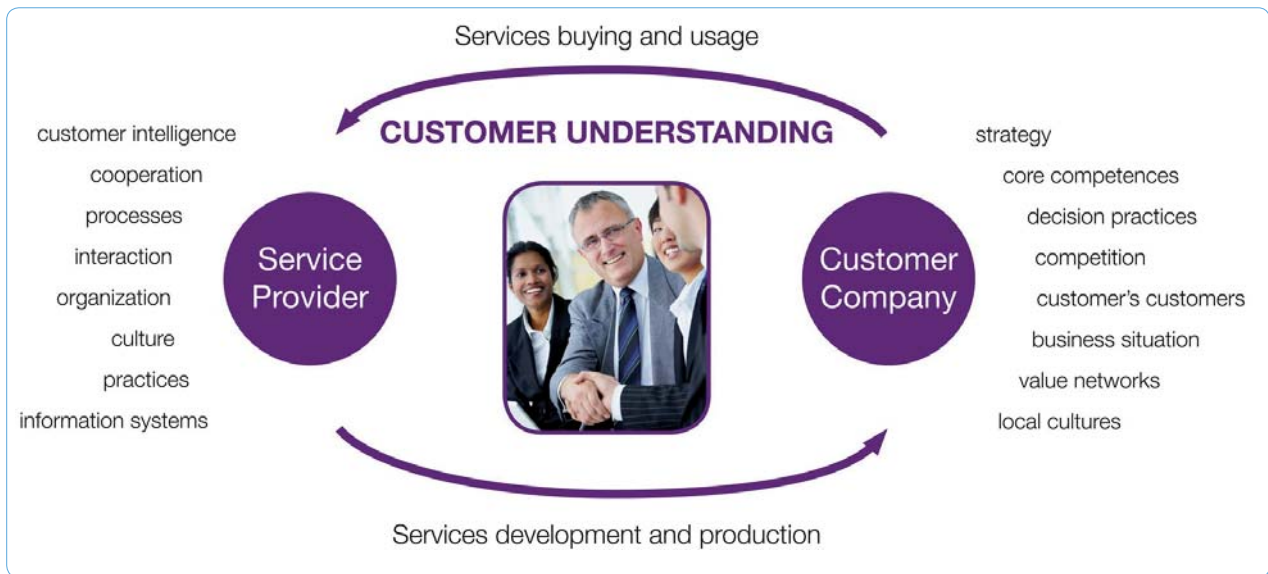 Services buying and usage
CUSTOMER UNDERSTANDING
customer intelligence
cooperation
processes
interaction
organization
culture
practices
information systems
Service
Provider
Customer
Company
strategy
core competences
decision practices
competition
customer's customers
business situation
value networks
local cultures
Services development and production